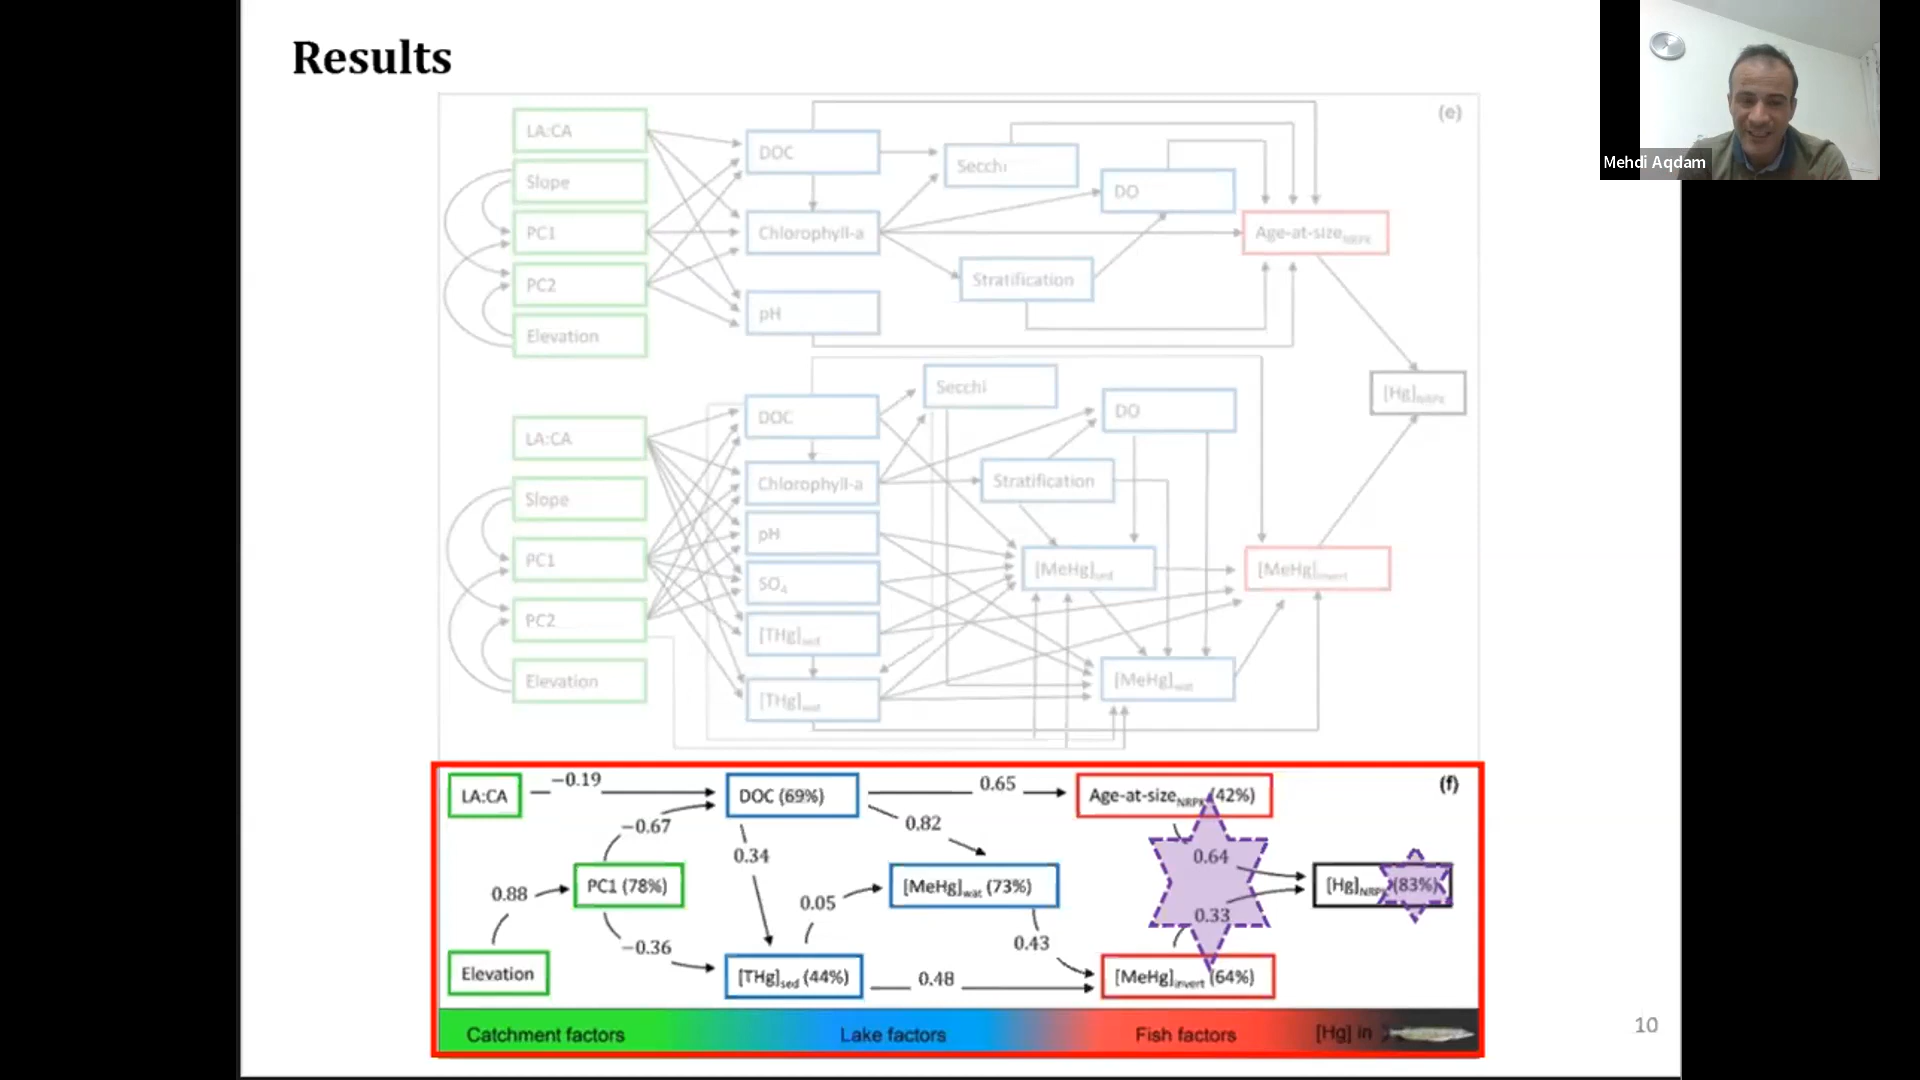 Results
Mehdi Aqdam
(e)
LA:CA
Slope
PC1
PC2
Elevation
DOC
Chlorophyll-a
pH
Secchi
DO
Stratification
Age-at-size NRPK
[Hg] NRPK
LA:CA
Slope
PC1
PC2
Elevation
DOC
Chlorophyll-a
pH
SO4
[THg]sed
[THg]wat
Secchi
DO
Stratification
[MeHg]sed
[MeHg]invert
[MeHg]wat
(f)
LA:CA
−0.19
DOC (69%)
0.65
Age-at-size NRPK (42%)
−0.67
0.82
0.34
0.64
0.88
PC1 (78%)
0.05
[MeHg]wat (73%)
[Hg]NRPK (83%)
0.33
−0.36
0.43
Elevation
[THg]sed (44%)
0.48
[MeHg]invert (64%)
Catchment factors
Lake factors
Fish factors
[Hg] in
10